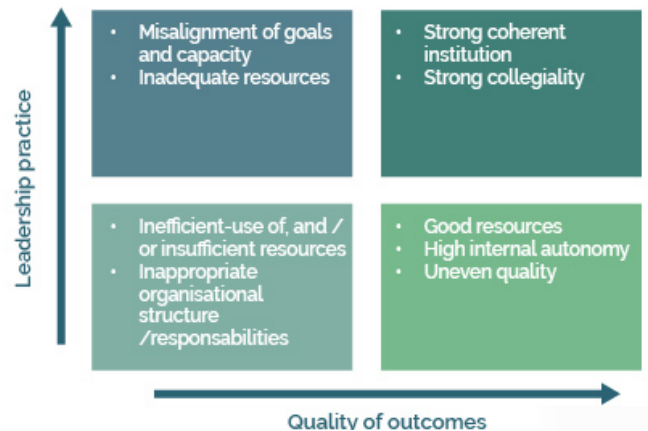 Leadership practice
• Misalignment of goals
and capacity
• Inadequate resources
• Strong coherent
institution
• Strong collegiality
• Inefficient-use of, and /
or insufficient resources
• Inappropriate
organisational
structure
/responsabilities
• Good resources
• High internal autonomy
• Uneven quality
Quality of outcomes